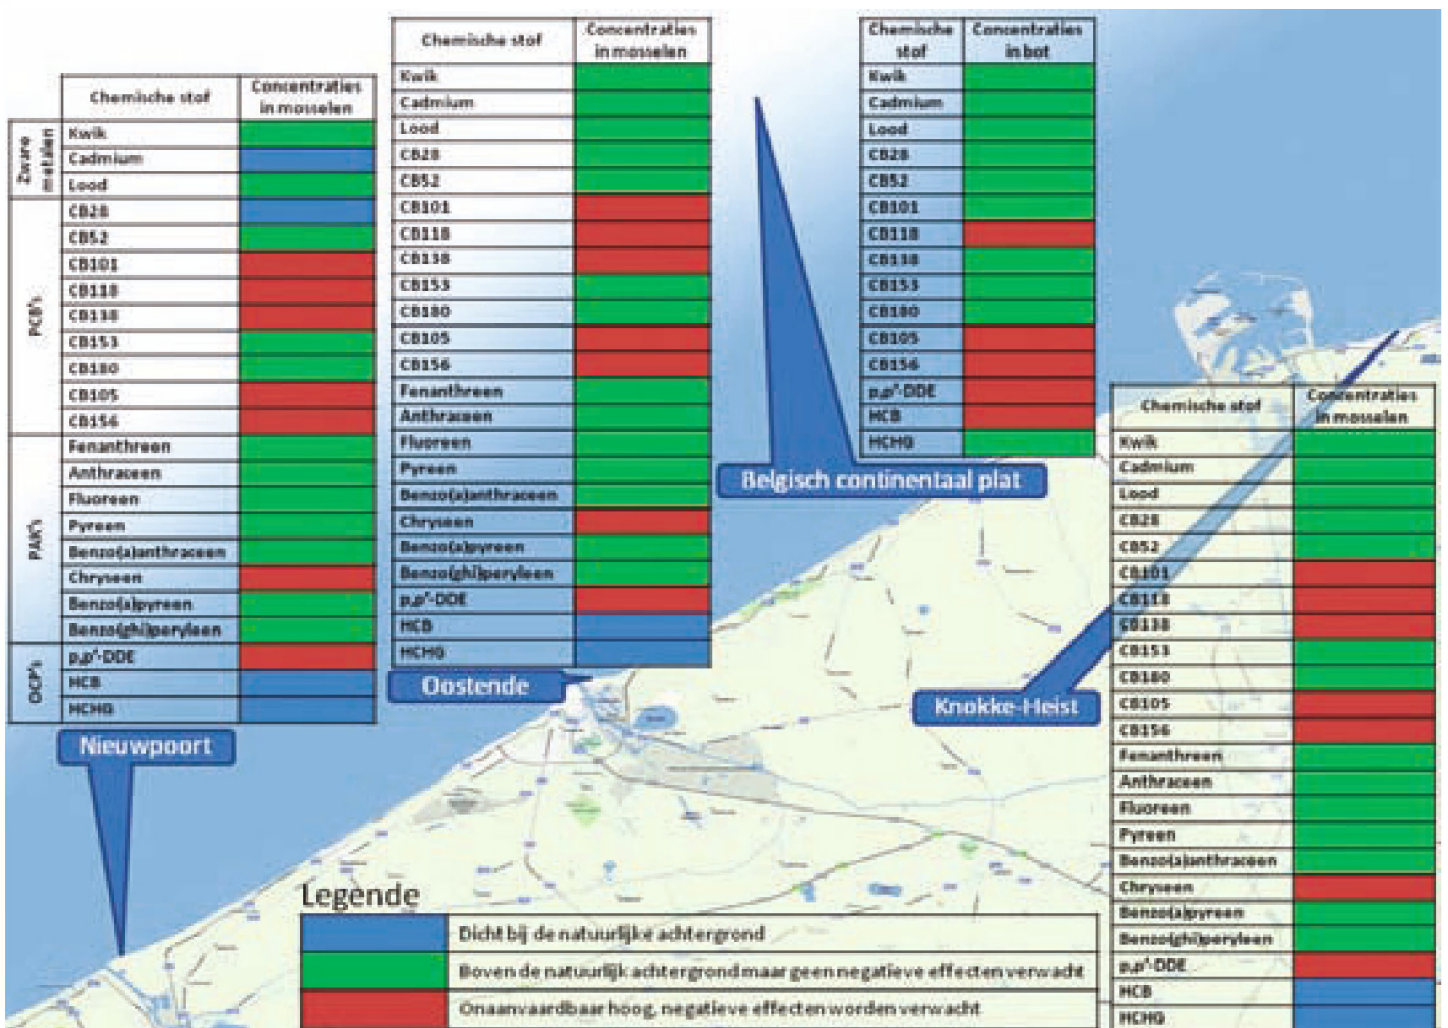 Chemische stof
Concentraties
in mosselen
Zware
metalen
Kwik
Cadmium
Lood
PCB's
CB28
CB52
CB101
CB118
CB138
CB153
CB180
CB105
CB156
PAK's
Fenanthreen
Anthraceen
Fluoreen
Pyreen
Benzo(a)anthraceen
Chryseen
Benzo(a)pyreen
Benzo(ghi)peryleen
OCP's
p,p'-DDE
HCB
HCHG
Nieuwpoort
Chemische stof
Concentraties
in mosselen
Kwik
Cadmium
Lood
CB28
CB52
CB101
CB118
CB138
CB153
CB180
CB105
CB156
Fenanthreen
Anthraceen
Fluoreen
Pyreen
Benzo(a)anthraceen
Chryseen
Benzo(a)pyreen
Benzo(ghi)peryleen
p,p'-DDE
HCB
HCHG
Oostende
Chemische
stof
Concentraties
in bot
Kwik
Cadmium
Lood
CB28
CB52
CB101
CB118
CB138
CB153
CB180
CB105
CB156
p,p'-DDE
HCB
HCHG
Belgisch continentaal plat
Chemische stof
Concentraties
in mosselen
Kwik
Cadmium
Lood
CB28
CB52
CB101
CB118
CB138
CB153
CB180
CB105
CB156
Fenanthreen
Anthraceen
Fluoreen
Pyreen
Benzo(a)anthraceen
Chryseen
Benzo(a)pyreen
Benzo(ghi)peryleen
p,p'-DDE
HCB
HCHG
Knokke-Heist
Legende
Dicht bij de natuurlijke achtergrond
Boven de natuurlijk achtergrond maar geen negatieve effecten verwacht
Onaanvaardbaar hoog, negatieve effecten worden verwacht